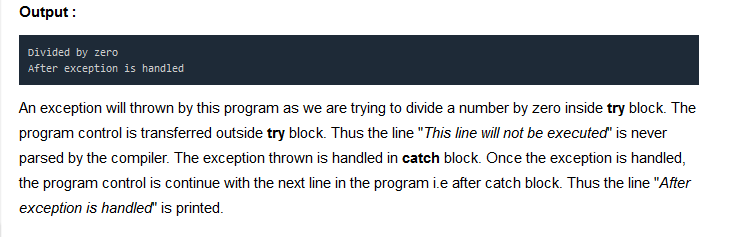 Output :
Divided by zero
After exception is handled
An exception will thrown by this program as we are trying to divide a number by zero inside try block. The
program control is transferred outside try block. Thus the line "This line will not be executed" is never
parsed by the compiler. The exception thrown is handled in catch block. Once the exception is handled,
the program control is continue with the next line in the program i.e after catch block. Thus the line "After
exception is handled" is printed.